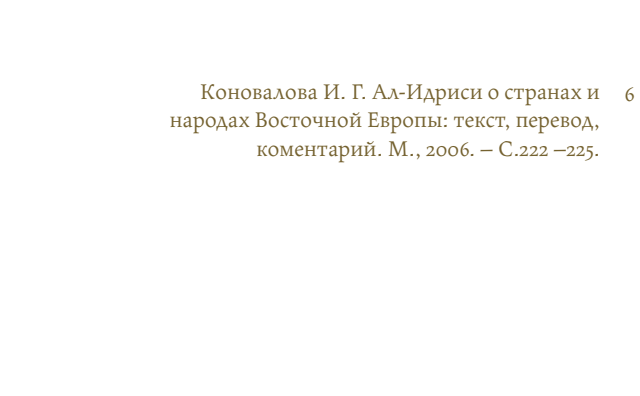 Коновалова И. Г. Ал-Идриси о странах и 6
народах Восточной Европы: текст, перевод,
коментарий. М., 2006. – С.222 –225.